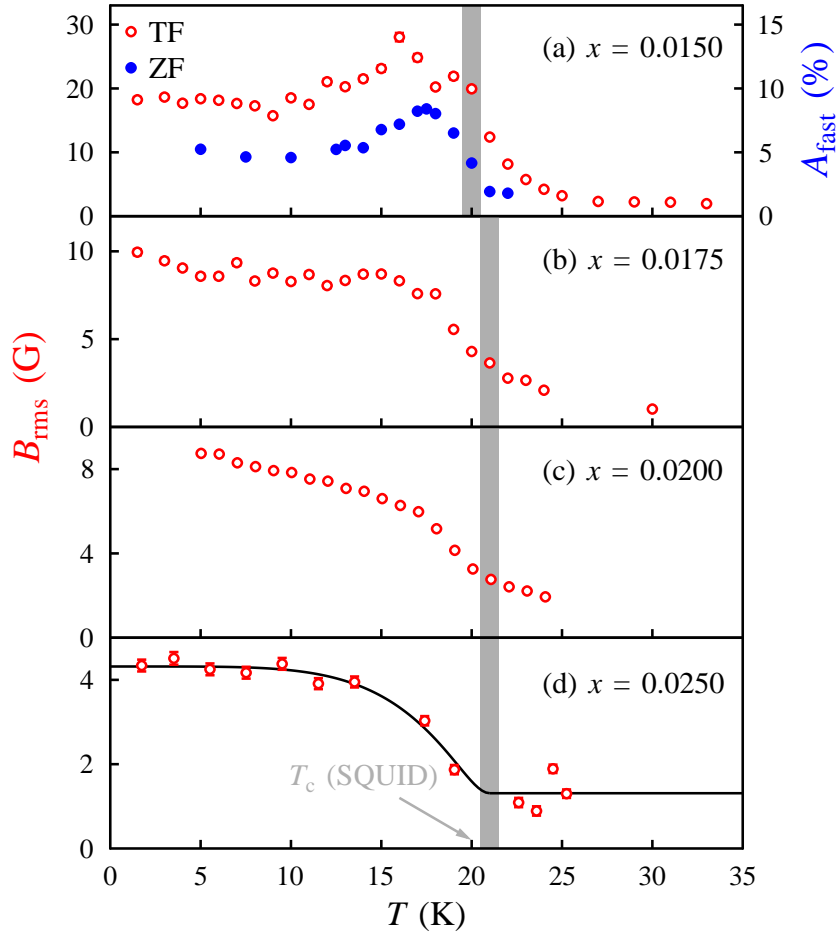 TF
ZF
(a) x = 0.0150
30
20
10
0
15
10
5
0
A_fast (%)
(b) x = 0.0175
10
5
0
B_rms (G)
(c) x = 0.0200
8
4
0
(d) x = 0.0250
4
2
0
T_c (SQUID)
0 5 10 15 20 25 30 35
T (K)